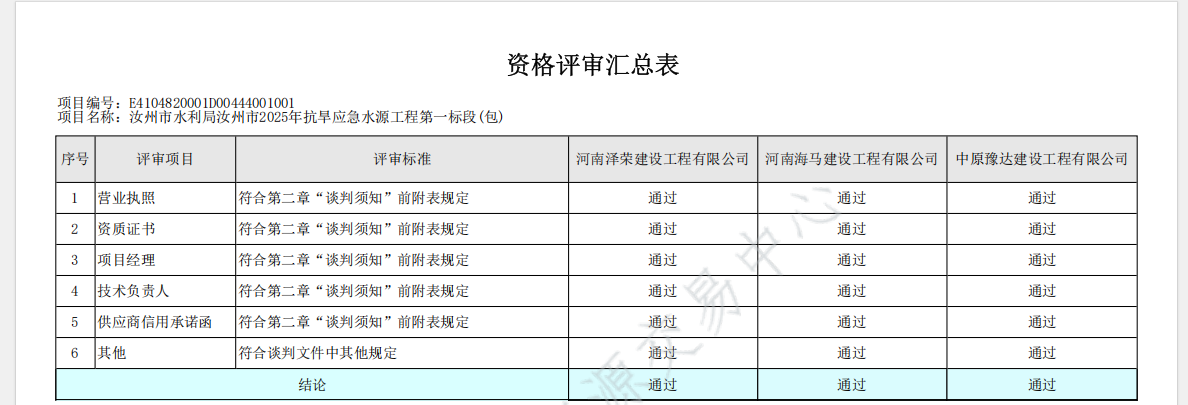 资格评审汇总表
项目编号：E4104820001D00444001001
项目名称：汝州市水利局汝州市2025年抗旱应急水源工程第一标段(包)
序号 评审项目 评审标准 河南泽荣建设工程有限公司 河南海马建设工程有限公司 中原豫达建设工程有限公司
1 营业执照 符合第二章“谈判须知”前附表规定 通过 通过 通过
2 资质证书 符合第二章“谈判须知”前附表规定 通过 通过 通过
3 项目经理 符合第二章“谈判须知”前附表规定 通过 通过 通过
4 技术负责人 符合第二章“谈判须知”前附表规定 通过 通过 通过
5 供应商信用承诺函 符合第二章“谈判须知”前附表规定 通过 通过 通过
6 其他 符合谈判文件中其他规定 通过 通过 通过
结论 通过 通过 通过
源交易中心